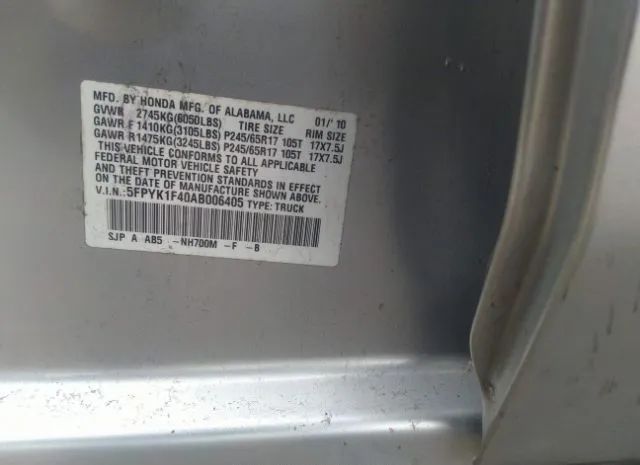 MFD. BY HONDA MFG. OF ALABAMA, LLC 01/'10
GVWR 2745KG(6050LBS) TIRE SIZE RIM SIZE
GAWR F 1410KG(3105LBS) P245/65R17 105T 17X7.5J
GAWR R1475KG(3245LBS) P245/65R17 105T 17X7.5J
THIS VEHICLE CONFORMS TO ALL APPLICABLE
FEDERAL MOTOR VEHICLE SAFETY
AND THEFT PREVENTION STANDARDS IN EFFECT
ON THE DATE OF MANUFACTURE SHOWN ABOVE.
V.I.N.:5FPYK1F40AB006405 TYPE: TRUCK
SJP A AB5 -NH700M -F -B